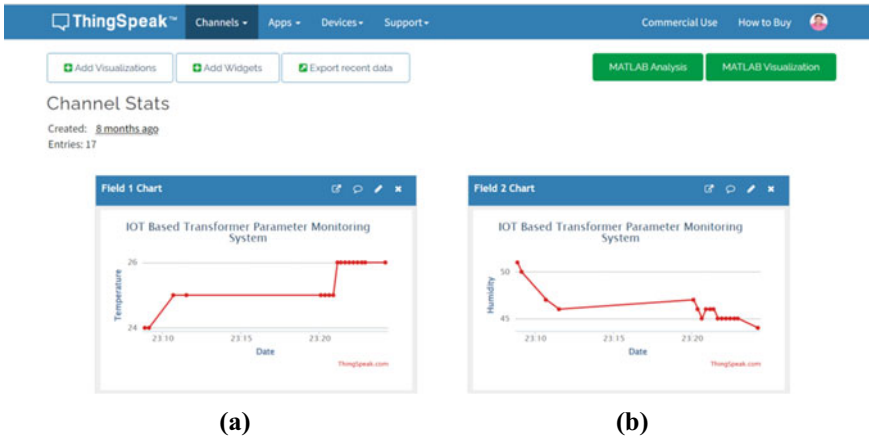 ThingSpeak™ Channels Apps Devices Support Commercial Use How to Buy
Add Visualizations Add Widgets Export recent data MATLAB Analysis MATLAB Visualization
Channel Stats
Created: 8 months ago
Entries: 17
Field 1 Chart
IOT Based Transformer Parameter Monitoring
System
Temperature
26
24
23:10 23:15 23:20
Date
ThingSpeak.com
(a)
Field 2 Chart
IOT Based Transformer Parameter Monitoring
System
Humidity
50
45
23:10 23:15 23:20
Date
ThingSpeak.com
(b)